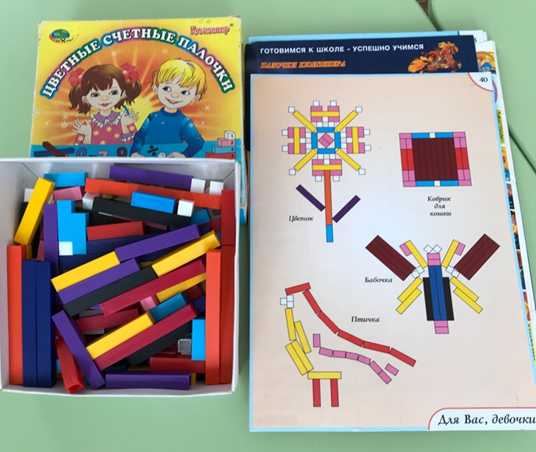 ЦВЕТНЫЕ СЧЕТНЫЕ ПАЛОЧКИ
Кюизенер
ГОТОВИМСЯ К ШКОЛЕ - УСПЕШНО УЧИМСЯ
ПАЛОЧКИ КЮИЗЕНЕРА
40
Цветок
Коврик
для
кошки
Бабочка
Птичка
Для Вас, девочки